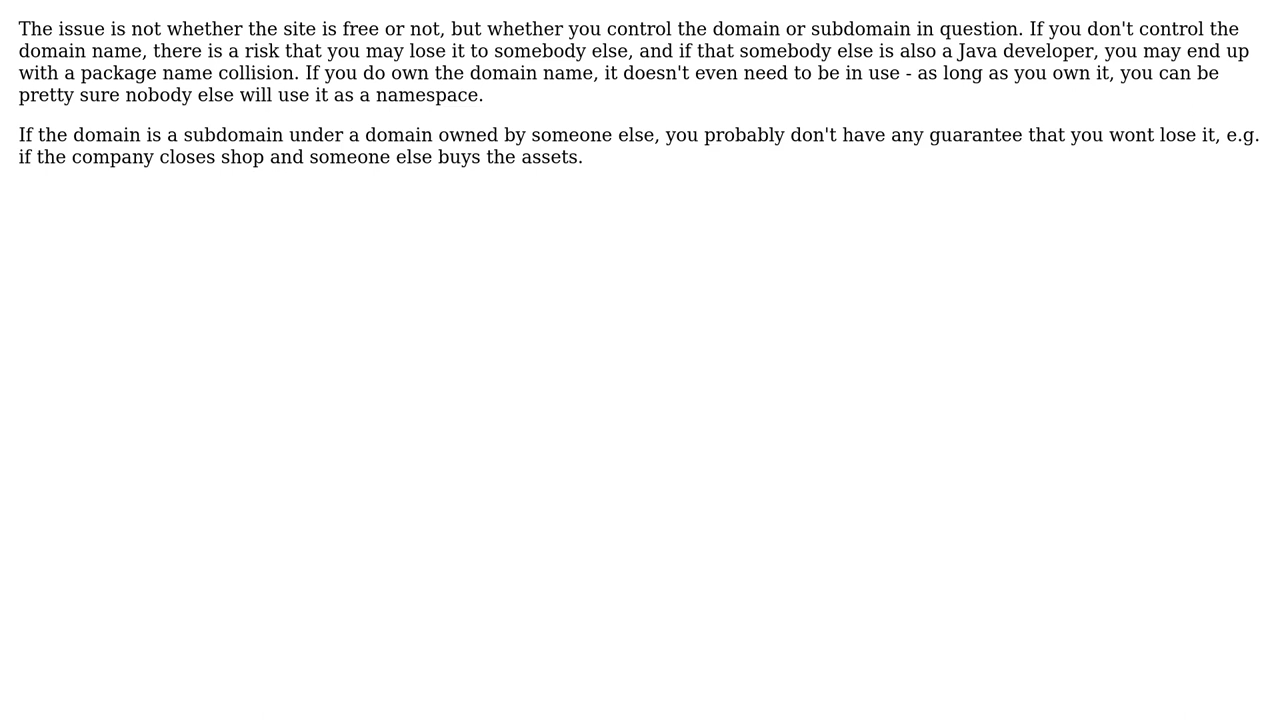 The issue is not whether the site is free or not, but whether you control the domain or subdomain in question. If you don't control the
domain name, there is a risk that you may lose it to somebody else, and if that somebody else is also a Java developer, you may end up
with a package name collision. If you do own the domain name, it doesn't even need to be in use - as long as you own it, you can be
pretty sure nobody else will use it as a namespace.
If the domain is a subdomain under a domain owned by someone else, you probably don't have any guarantee that you wont lose it, e.g.
if the company closes shop and someone else buys the assets.